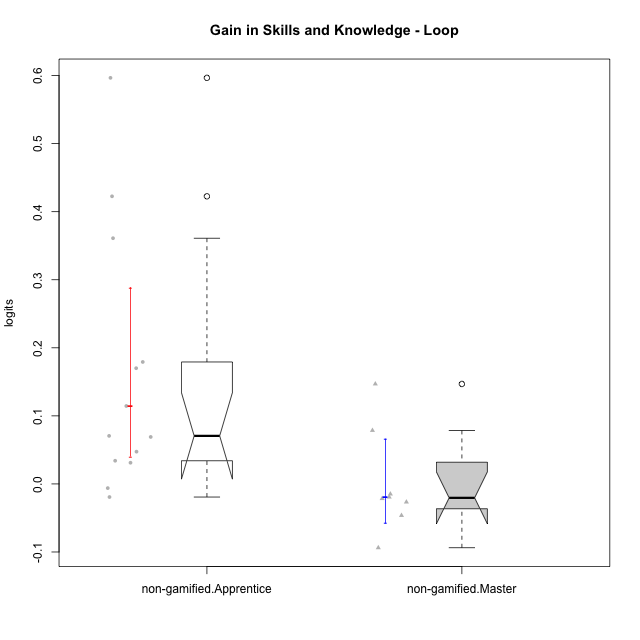 Gain in Skills and Knowledge - Loop
logits
0.6
0.5
0.4
0.3
0.2
0.1
0.0
-0.1
non-gamified.Apprentice
non-gamified.Master